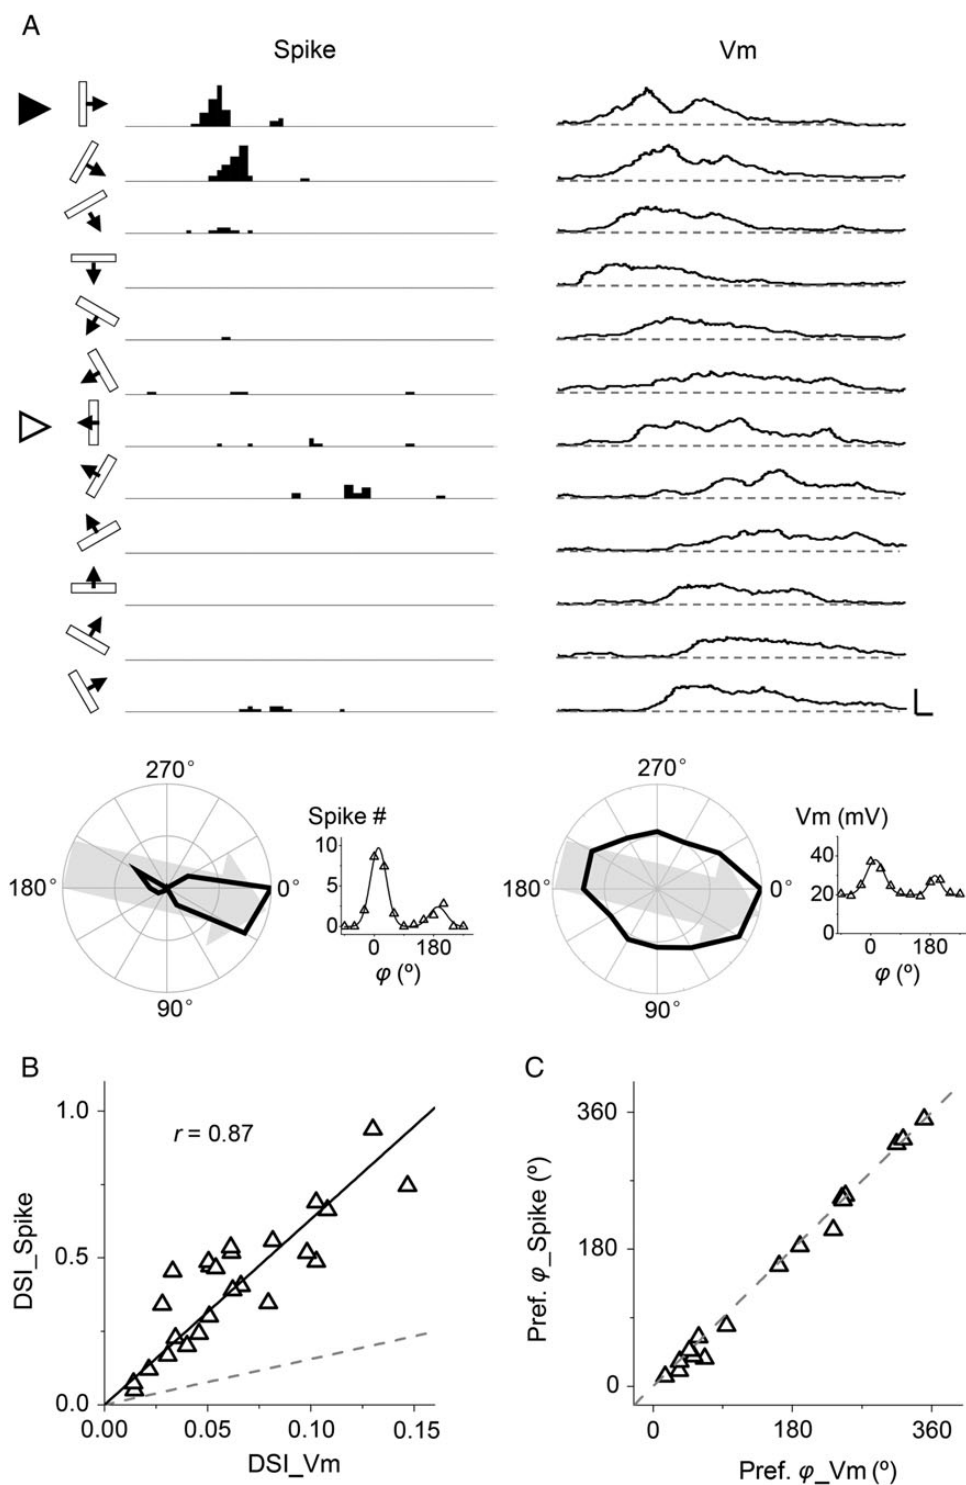 A
Spike Vm
270° 270°
Spike # Vm (mV)
10
5
0
40
20
0
180° 0° 180° 0°
0 180 0 180
φ (º) φ (º)
90° 90°
B C
1.0
r = 0.87
0.5
0.0
DSI_Spike
0.00 0.05 0.10 0.15
DSI_Vm
360
180
0
Pref. φ_Spike (º)
0 180 360
Pref. φ_Vm (º)